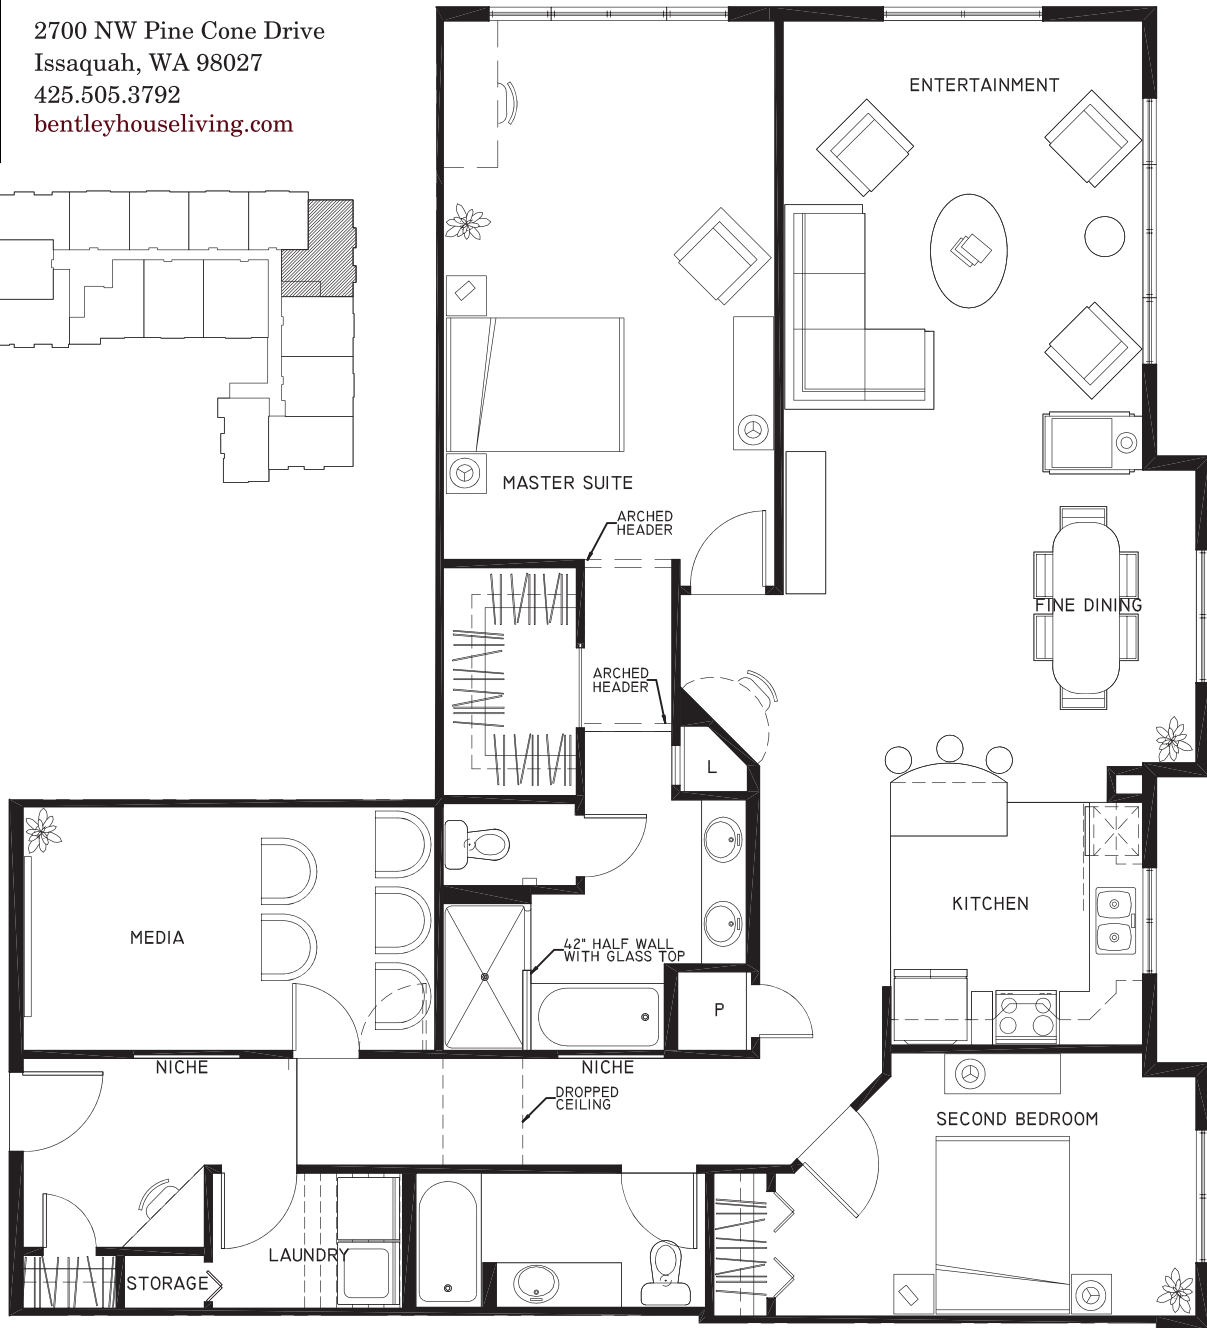 2700 NW Pine Cone Drive
Issaquah, WA 98027
425.505.3792
bentleyhouseliving.com
ENTERTAINMENT
MASTER SUITE
ARCHED
HEADER
FINE DINING
ARCHED
HEADER
L
KITCHEN
MEDIA
42" HALF WALL
WITH GLASS TOP
P
NICHE
NICHE
DROPPED
CEILING
SECOND BEDROOM
LAUNDRY
STORAGE